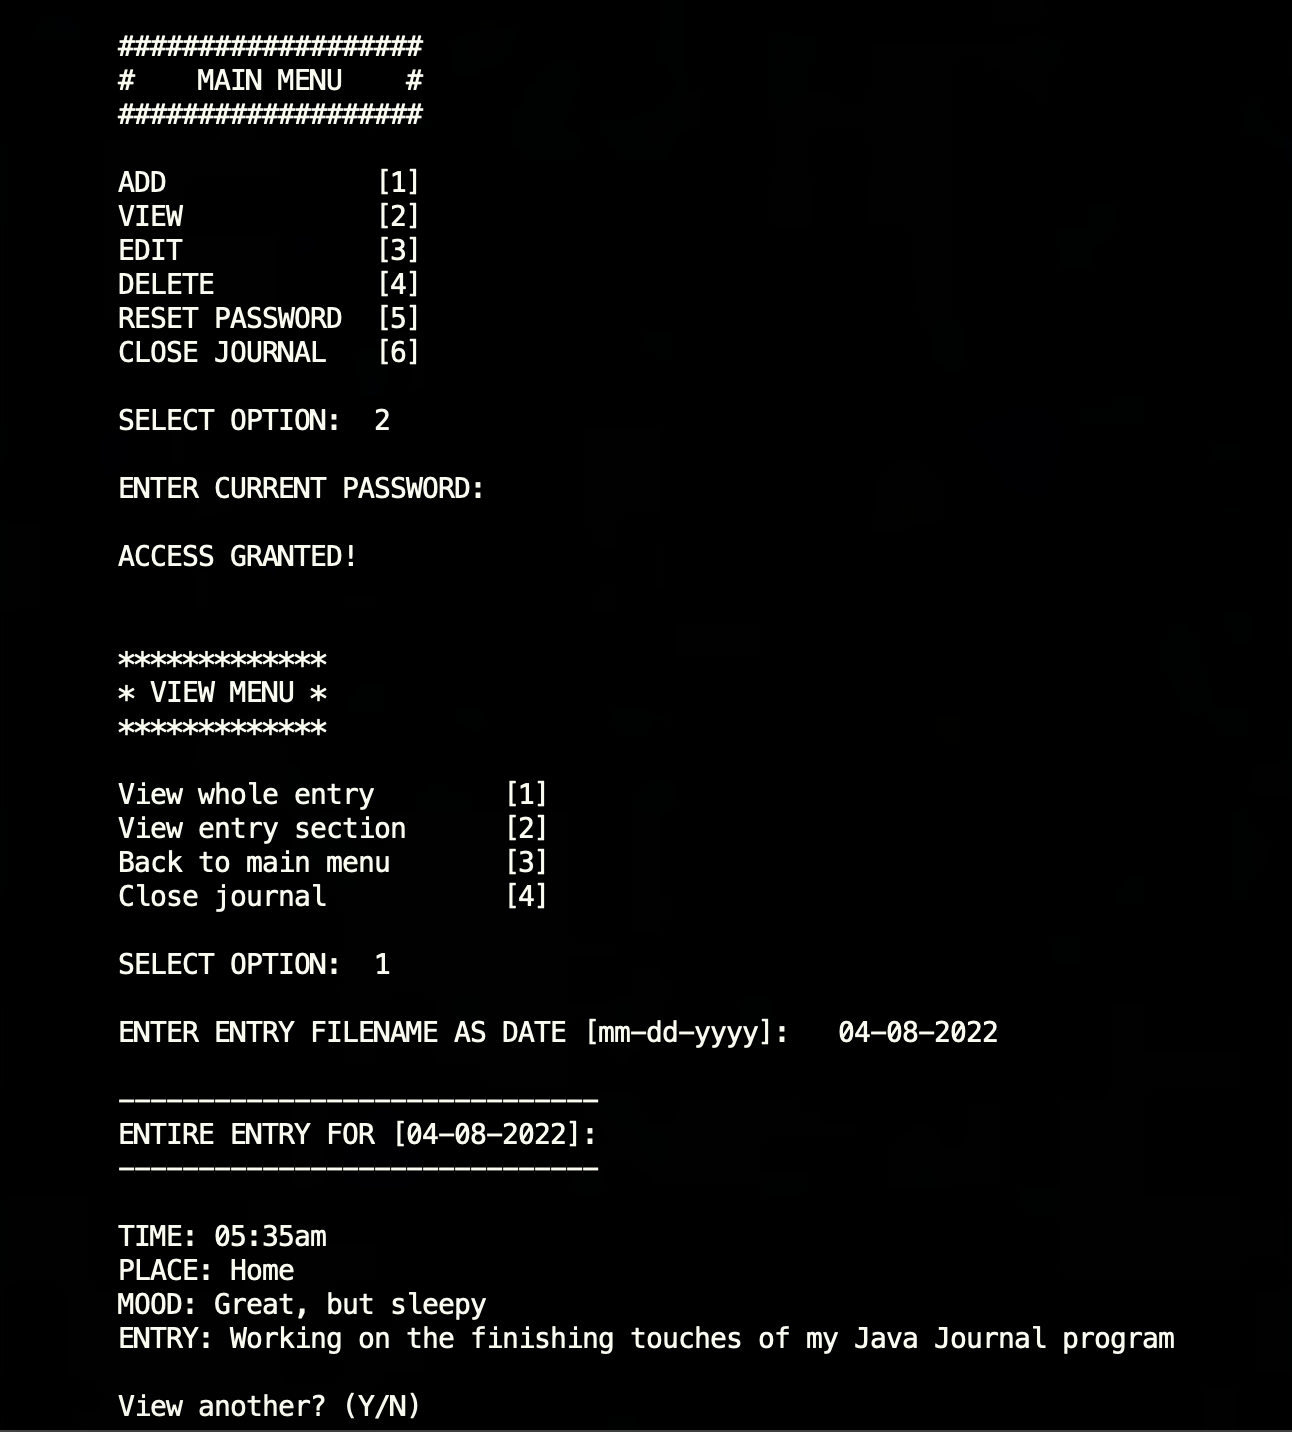 ###################
#    MAIN MENU    #
###################
ADD [1]
VIEW [2]
EDIT [3]
DELETE [4]
RESET PASSWORD [5]
CLOSE JOURNAL [6]
SELECT OPTION: 2
ENTER CURRENT PASSWORD:
ACCESS GRANTED!
*************
* VIEW MENU *
*************
View whole entry [1]
View entry section [2]
Back to main menu [3]
Close journal [4]
SELECT OPTION: 1
ENTER ENTRY FILENAME AS DATE [mm-dd-yyyy]: 04-08-2022
------------------------------
ENTIRE ENTRY FOR [04-08-2022]:
------------------------------
TIME: 05:35am
PLACE: Home
MOOD: Great, but sleepy
ENTRY: Working on the finishing touches of my Java Journal program
View another? (Y/N)